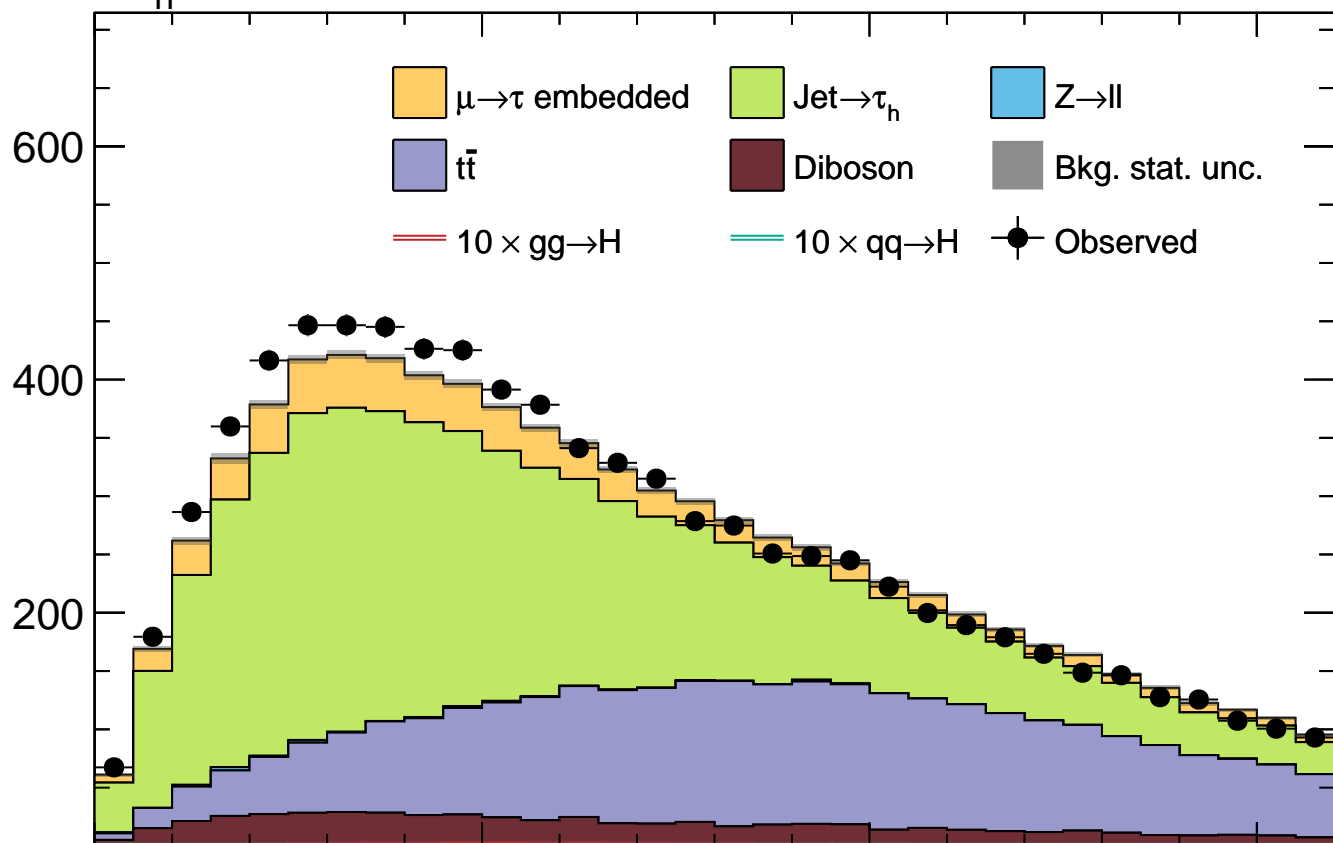 μ→τ embedded Jet→τh Z→ll
600
tt̄ Diboson Bkg. stat. unc.
10 × gg→H 10 × qq→H Observed
400
200